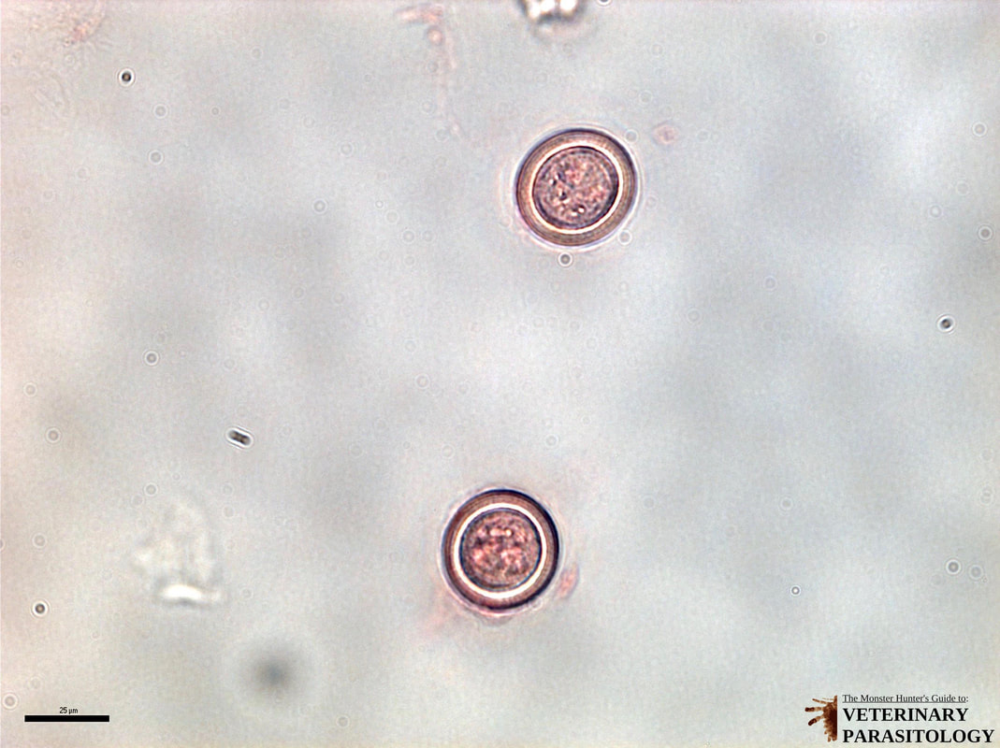 25 µm
The Monster Hunter's Guide to:
VETERINARY
PARASITOLOGY